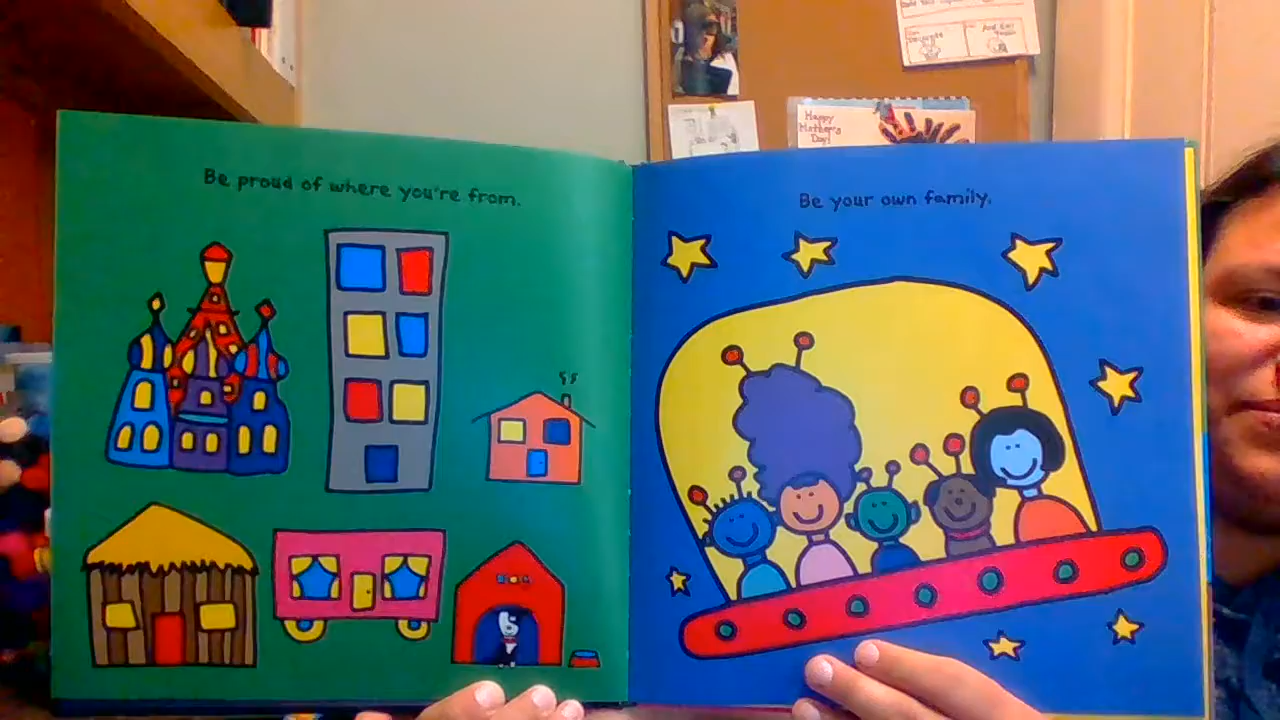 Be proud of where you're from.
Be your own family.
Happy
Mother's
Day!